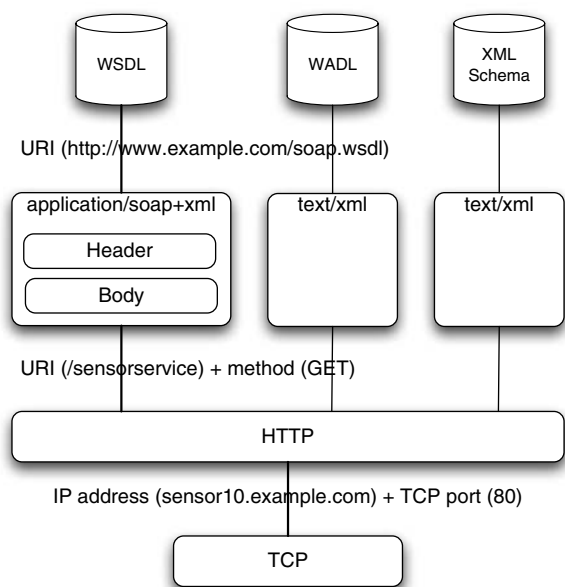 WSDL
WADL
XML
Schema
URI (http://www.example.com/soap.wsdl)
application/soap+xml
text/xml
text/xml
Header
Body
URI (/sensorservice) + method (GET)
HTTP
IP address (sensor10.example.com) + TCP port (80)
TCP